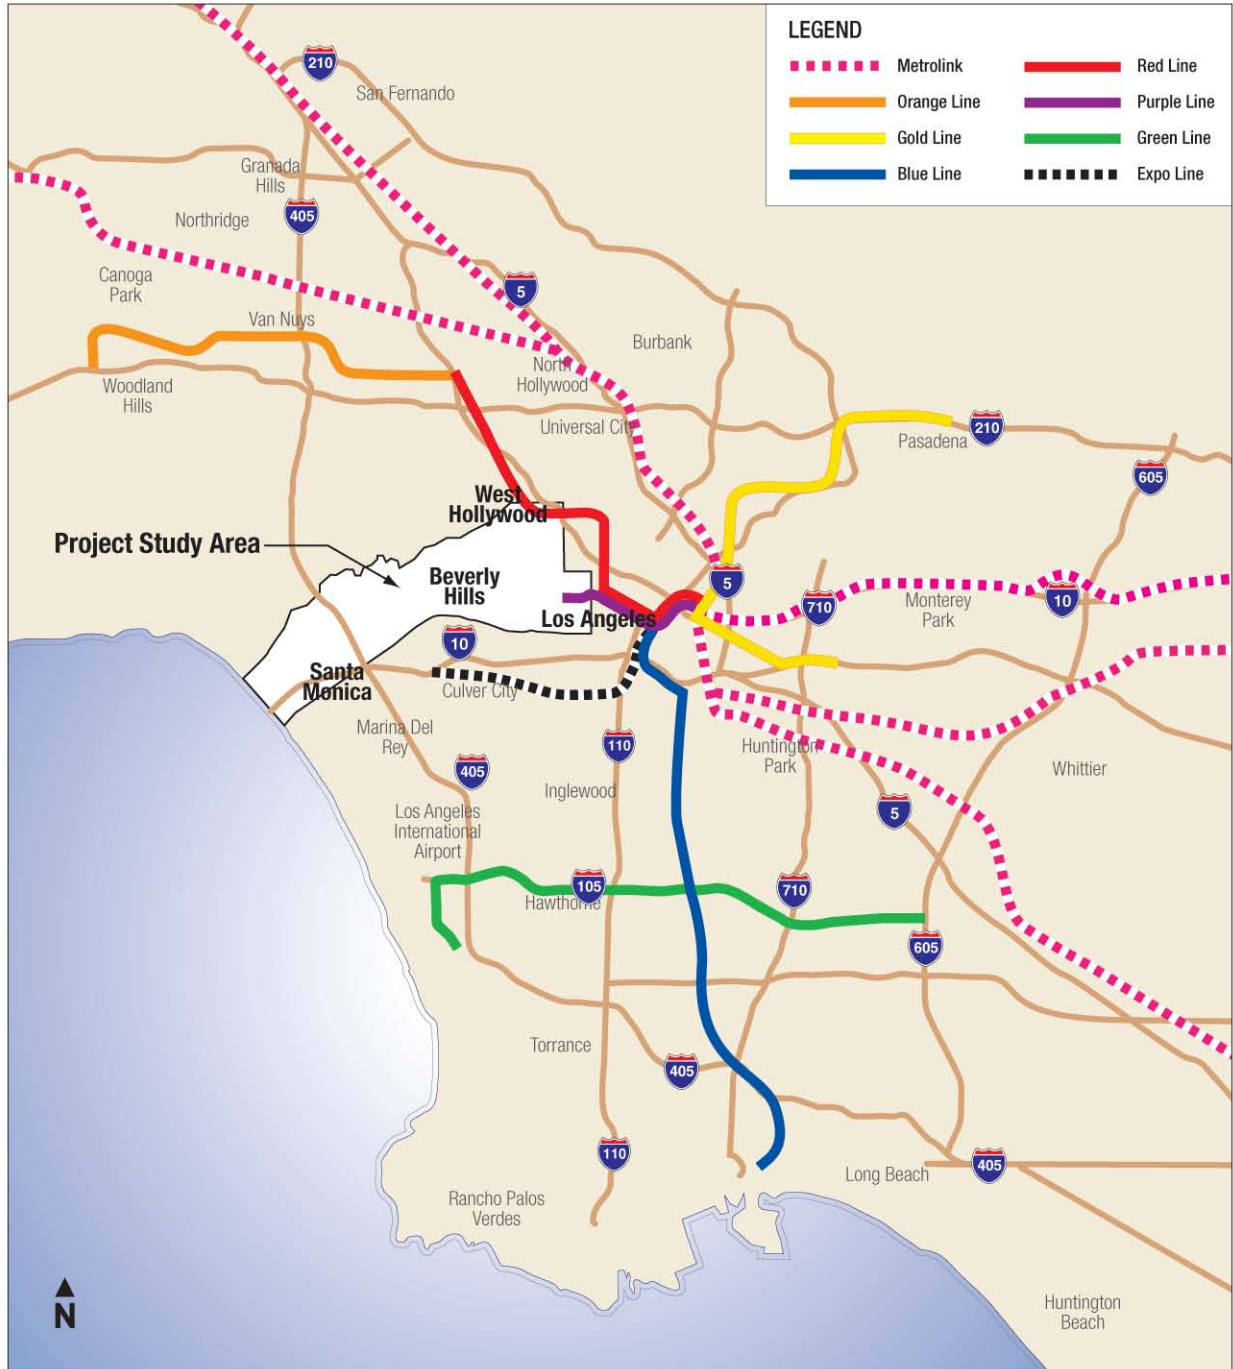 LEGEND
Metrolink
Red Line
Orange Line
Purple Line
Gold Line
Green Line
Blue Line
Expo Line
210
San Fernando
Granada
Hills
405
Northridge
Canoga
Park
5
Van Nuys
Burbank
North
Hollywood
Woodland
Hills
Universal City
Pasadena
210
605
West
Hollywood
Project Study Area
Beverly
Hills
5
710
10
Monterey
Park
Los Angeles
10
Santa
Monica
Culver City
Marina Del
Rey
110
Huntington
Park
Whittier
405
Inglewood
5
Los Angeles
International
Airport
105
710
Hawthorne
605
Torrance
405
110
Long Beach
405
Rancho Palos
Verdes
N
Huntington
Beach